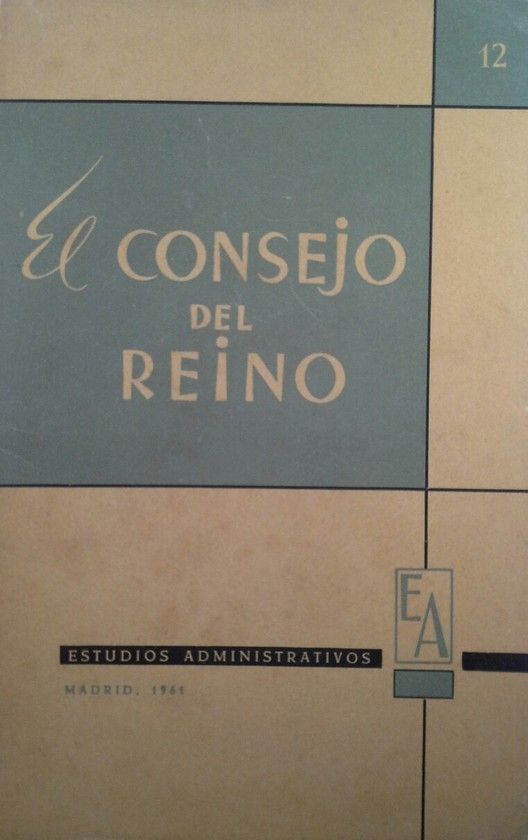 12
El CONSEjO
DEL
REiNO
EA
ESTUDIOS ADMINISTRATIVOS
MADRID, 1961